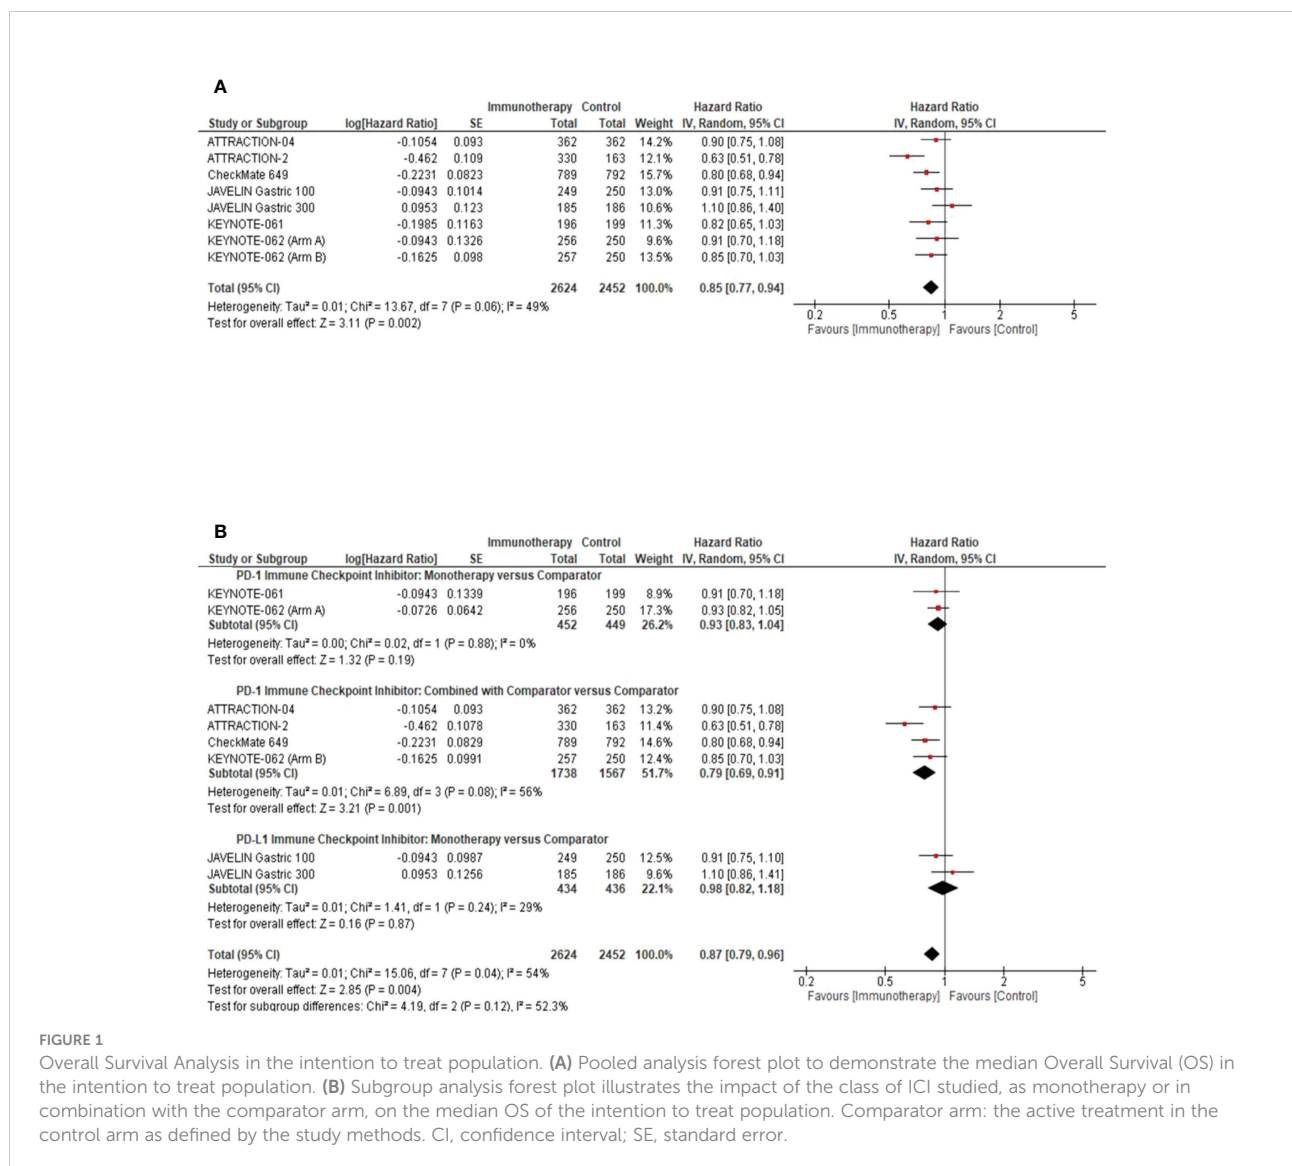 A
Immunotherapy Control Hazard Ratio Hazard Ratio
Study or Subgroup log[Hazard Ratio] SE Total Total Weight IV, Random, 95% CI IV, Random, 95% CI
ATTRACTION-04 -0.1054 0.093 362 362 14.2% 0.90 [0.75, 1.08]
ATTRACTION-2 -0.462 0.109 330 163 12.1% 0.63 [0.51, 0.78]
CheckMate 649 -0.2231 0.0823 789 792 15.7% 0.80 [0.68, 0.94]
JAVELIN Gastric 100 -0.0943 0.1014 249 250 13.0% 0.91 [0.75, 1.11]
JAVELIN Gastric 300 0.0953 0.123 185 186 10.6% 1.10 [0.86, 1.40]
KEYNOTE-061 -0.1985 0.1163 196 199 11.3% 0.82 [0.65, 1.03]
KEYNOTE-062 (Arm A) -0.0943 0.1326 256 250 9.6% 0.91 [0.70, 1.18]
KEYNOTE-062 (Arm B) -0.1625 0.098 257 250 13.5% 0.85 [0.70, 1.03]
Total (95% CI) 2624 2452 100.0% 0.85 [0.77, 0.94]
Heterogeneity: Tau² = 0.01; Chi² = 13.67, df = 7 (P = 0.06); I² = 49%
Test for overall effect: Z = 3.11 (P = 0.002)
0.2 0.5 1 2 5
Favours [Immunotherapy] Favours [Control]
B
Immunotherapy Control Hazard Ratio Hazard Ratio
Study or Subgroup log[Hazard Ratio] SE Total Total Weight IV, Random, 95% CI IV, Random, 95% CI
PD-1 Immune Checkpoint Inhibitor: Monotherapy versus Comparator
KEYNOTE-061 -0.0943 0.1339 196 199 8.9% 0.91 [0.70, 1.18]
KEYNOTE-062 (Arm A) -0.0726 0.0642 256 250 17.3% 0.93 [0.82, 1.05]
Subtotal (95% CI) 452 449 26.2% 0.93 [0.83, 1.04]
Heterogeneity: Tau² = 0.00; Chi² = 0.02, df = 1 (P = 0.88); I² = 0%
Test for overall effect: Z = 1.32 (P = 0.19)
PD-1 Immune Checkpoint Inhibitor: Combined with Comparator versus Comparator
ATTRACTION-04 -0.1054 0.093 362 362 13.2% 0.90 [0.75, 1.08]
ATTRACTION-2 -0.462 0.1078 330 163 11.4% 0.63 [0.51, 0.78]
CheckMate 649 -0.2231 0.0829 789 792 14.6% 0.80 [0.68, 0.94]
KEYNOTE-062 (Arm B) -0.1625 0.0991 257 250 12.4% 0.85 [0.70, 1.03]
Subtotal (95% CI) 1738 1567 51.7% 0.79 [0.69, 0.91]
Heterogeneity: Tau² = 0.01; Chi² = 6.89, df = 3 (P = 0.08); I² = 56%
Test for overall effect: Z = 3.21 (P = 0.001)
PD-L1 Immune Checkpoint Inhibitor: Monotherapy versus Comparator
JAVELIN Gastric 100 -0.0943 0.0987 249 250 12.5% 0.91 [0.75, 1.10]
JAVELIN Gastric 300 0.0953 0.1256 185 186 9.6% 1.10 [0.86, 1.41]
Subtotal (95% CI) 434 436 22.1% 0.98 [0.82, 1.18]
Heterogeneity: Tau² = 0.01; Chi² = 1.41, df = 1 (P = 0.24); I² = 29%
Test for overall effect: Z = 0.16 (P = 0.87)
Total (95% CI) 2624 2452 100.0% 0.87 [0.79, 0.96]
Heterogeneity: Tau² = 0.01; Chi² = 15.06, df = 7 (P = 0.04); I² = 54%
Test for overall effect: Z = 2.85 (P = 0.004)
Test for subgroup differences: Chi² = 4.19, df = 2 (P = 0.12), I² = 52.3%
0.2 0.5 1 2 5
Favours [Immunotherapy] Favours [Control]
FIGURE 1
Overall Survival Analysis in the intention to treat population. (A) Pooled analysis forest plot to demonstrate the median Overall Survival (OS) in
the intention to treat population. (B) Subgroup analysis forest plot illustrates the impact of the class of ICI studied, as monotherapy or in
combination with the comparator arm, on the median OS of the intention to treat population. Comparator arm: the active treatment in the
control arm as defined by the study methods. CI, confidence interval; SE, standard error.